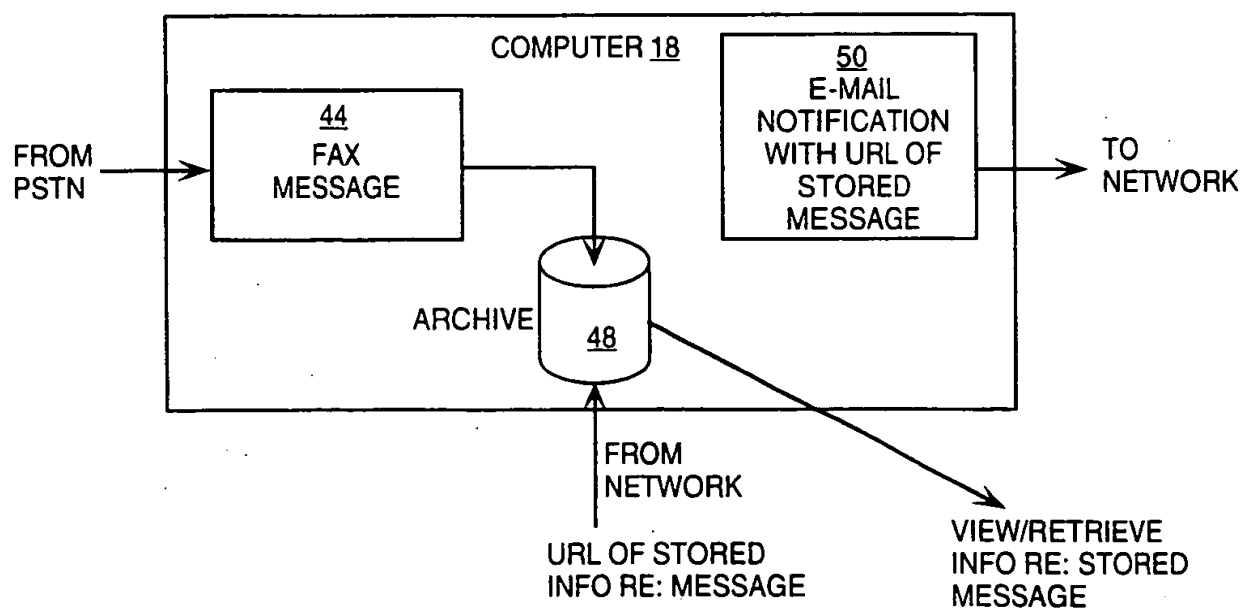 COMPUTER 18
50
E-MAIL
NOTIFICATION
WITH URL OF
STORED
MESSAGE
44
FAX
MESSAGE
FROM
PSTN
TO
NETWORK
ARCHIVE
48
FROM
NETWORK
URL OF STORED
INFO RE: MESSAGE
VIEW/RETRIEVE
INFO RE: STORED
MESSAGE